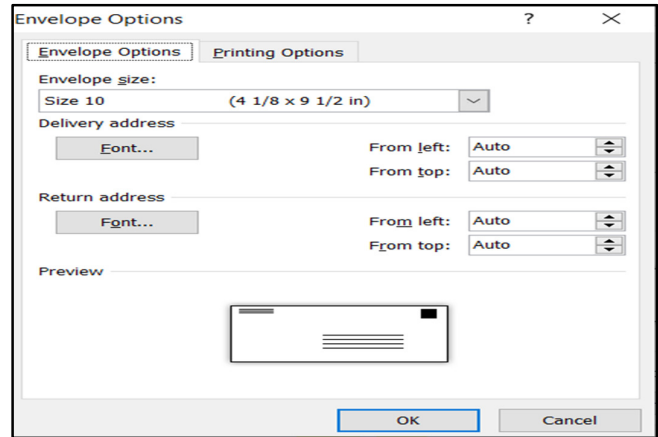 Envelope Options ?
Envelope Options Printing Options
Envelope size:
Size 10 (4 1/8 x 9 1/2 in)
Delivery address
Font... From left: Auto
From top: Auto
Return address
Font... From left: Auto
From top: Auto
Preview
OK Cancel